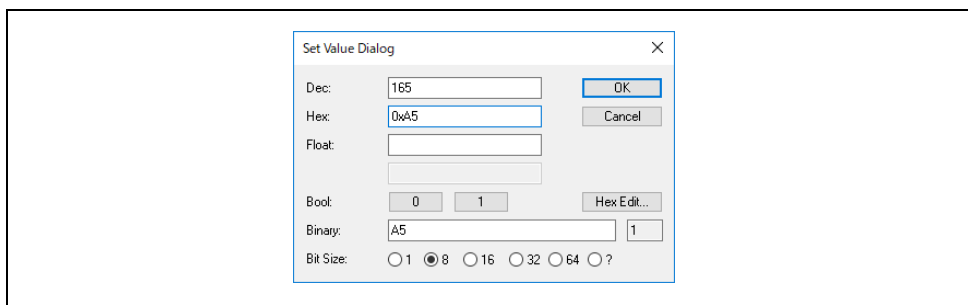 Set Value Dialog
Dec: 165 OK
Hex: 0xA5 Cancel
Float:
Bool: 0 1 Hex Edit...
Binary: A5 1
Bit Size: 1 8 16 32 64 ?